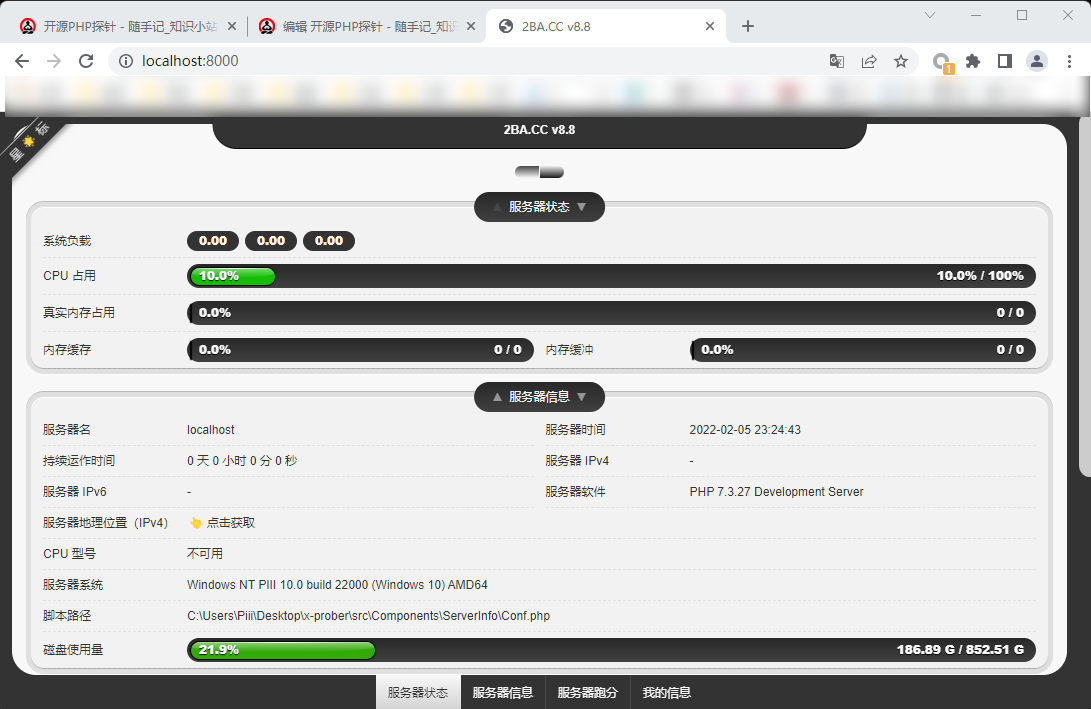 开源PHP探针 - 随手记_知识小站
编辑 开源PHP探针 - 随手记_知识
2BA.CC v8.8
localhost:8000
1
星标
2BA.CC v8.8
▲ 服务器状态 ▼
系统负载 0.00 0.00 0.00
CPU 占用 10.0% 10.0% / 100%
真实内存占用 0.0% 0 / 0
内存缓存 0.0% 0 / 0 内存缓冲 0.0% 0 / 0
▲ 服务器信息 ▼
服务器名 localhost 服务器时间 2022-02-05 23:24:43
持续运作时间 0 天 0 小时 0 分 0 秒 服务器 IPv4 -
服务器 IPv6 - 服务器软件 PHP 7.3.27 Development Server
服务器地理位置（IPv4） 👆 点击获取
CPU 型号 不可用
服务器系统 Windows NT PIII 10.0 build 22000 (Windows 10) AMD64
脚本路径 C:\Users\Piii\Desktop\x-prober\src\Components\ServerInfo\Conf.php
磁盘使用量 21.9% 186.89 G / 852.51 G
服务器状态 服务器信息 服务器跑分 我的信息